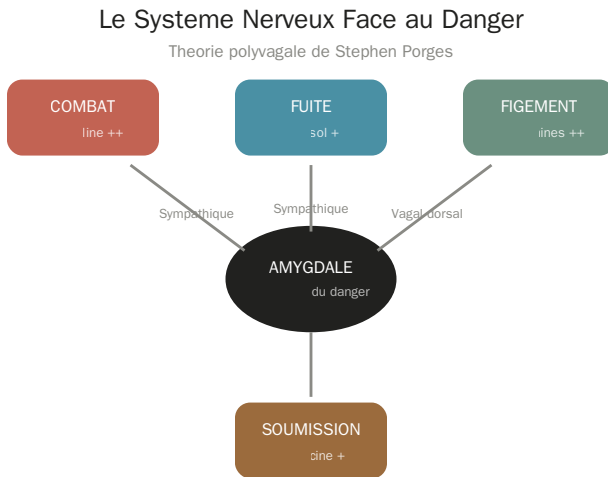 Le Systeme Nerveux Face au Danger
Theorie polyvagale de Stephen Porges
COMBAT
line ++
FUITE
sol +
FIGEMENT
ines ++
Sympathique
Sympathique
Vagal dorsal
AMYGDALE
du danger
SOUMISSION
cine +